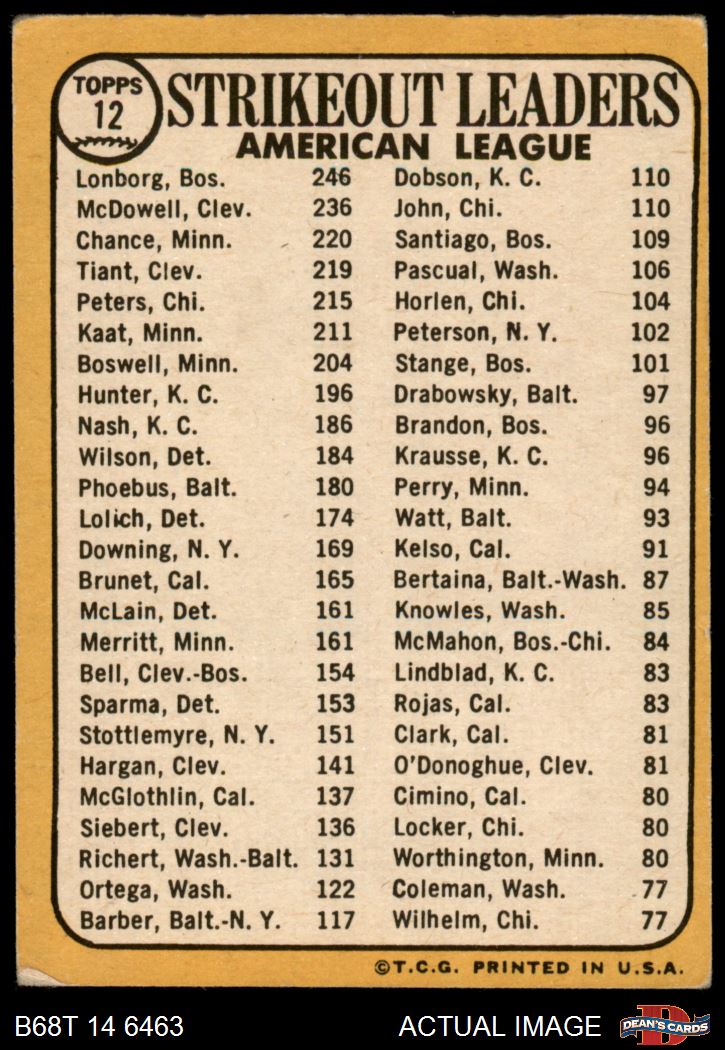 TOPPS
12
STRIKEOUT LEADERS
AMERICAN LEAGUE
Lonborg, Bos. 246
McDowell, Clev. 236
Chance, Minn. 220
Tiant, Clev. 219
Peters, Chi. 215
Kaat, Minn. 211
Boswell, Minn. 204
Hunter, K. C. 196
Nash, K. C. 186
Wilson, Det. 184
Phoebus, Balt. 180
Lolich, Det. 174
Downing, N. Y. 169
Brunet, Cal. 165
McLain, Det. 161
Merritt, Minn. 161
Bell, Clev.-Bos. 154
Sparma, Det. 153
Stottlemyre, N. Y. 151
Hargan, Clev. 141
McGlothlin, Cal. 137
Siebert, Clev. 136
Richert, Wash.-Balt. 131
Ortega, Wash. 122
Barber, Balt.-N. Y. 117
Dobson, K. C. 110
John, Chi. 110
Santiago, Bos. 109
Pascual, Wash. 106
Horlen, Chi. 104
Peterson, N. Y. 102
Stange, Bos. 101
Drabowsky, Balt. 97
Brandon, Bos. 96
Krausse, K. C. 96
Perry, Minn. 94
Watt, Balt. 93
Kelso, Cal. 91
Bertaina, Balt.-Wash. 87
Knowles, Wash. 85
McMahon, Bos.-Chi. 84
Lindblad, K. C. 83
Rojas, Cal. 83
Clark, Cal. 81
O'Donoghue, Clev. 81
Cimino, Cal. 80
Locker, Chi. 80
Worthington, Minn. 80
Coleman, Wash. 77
Wilhelm, Chi. 77
©T.C.G. PRINTED IN U.S.A.
B68T 14 6463
ACTUAL IMAGE
D
DEAN'S CARDS